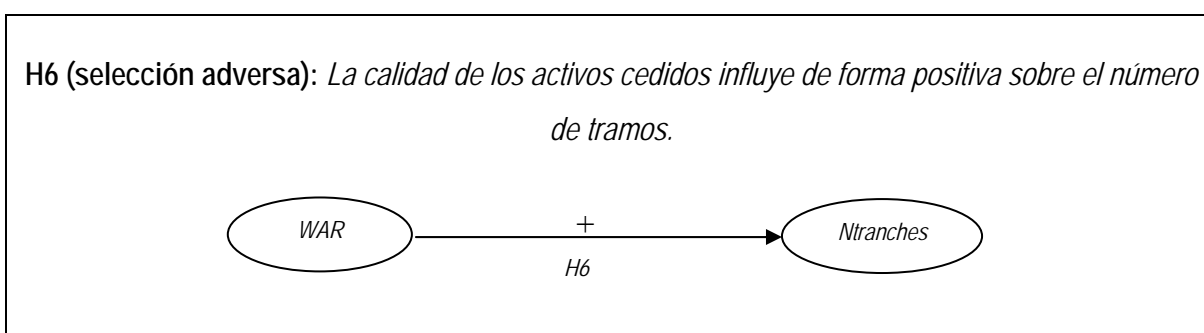 H6 (selección adversa): La calidad de los activos cedidos influye de forma positiva sobre el número
de tramos.
WAR
+
H6
Ntranches